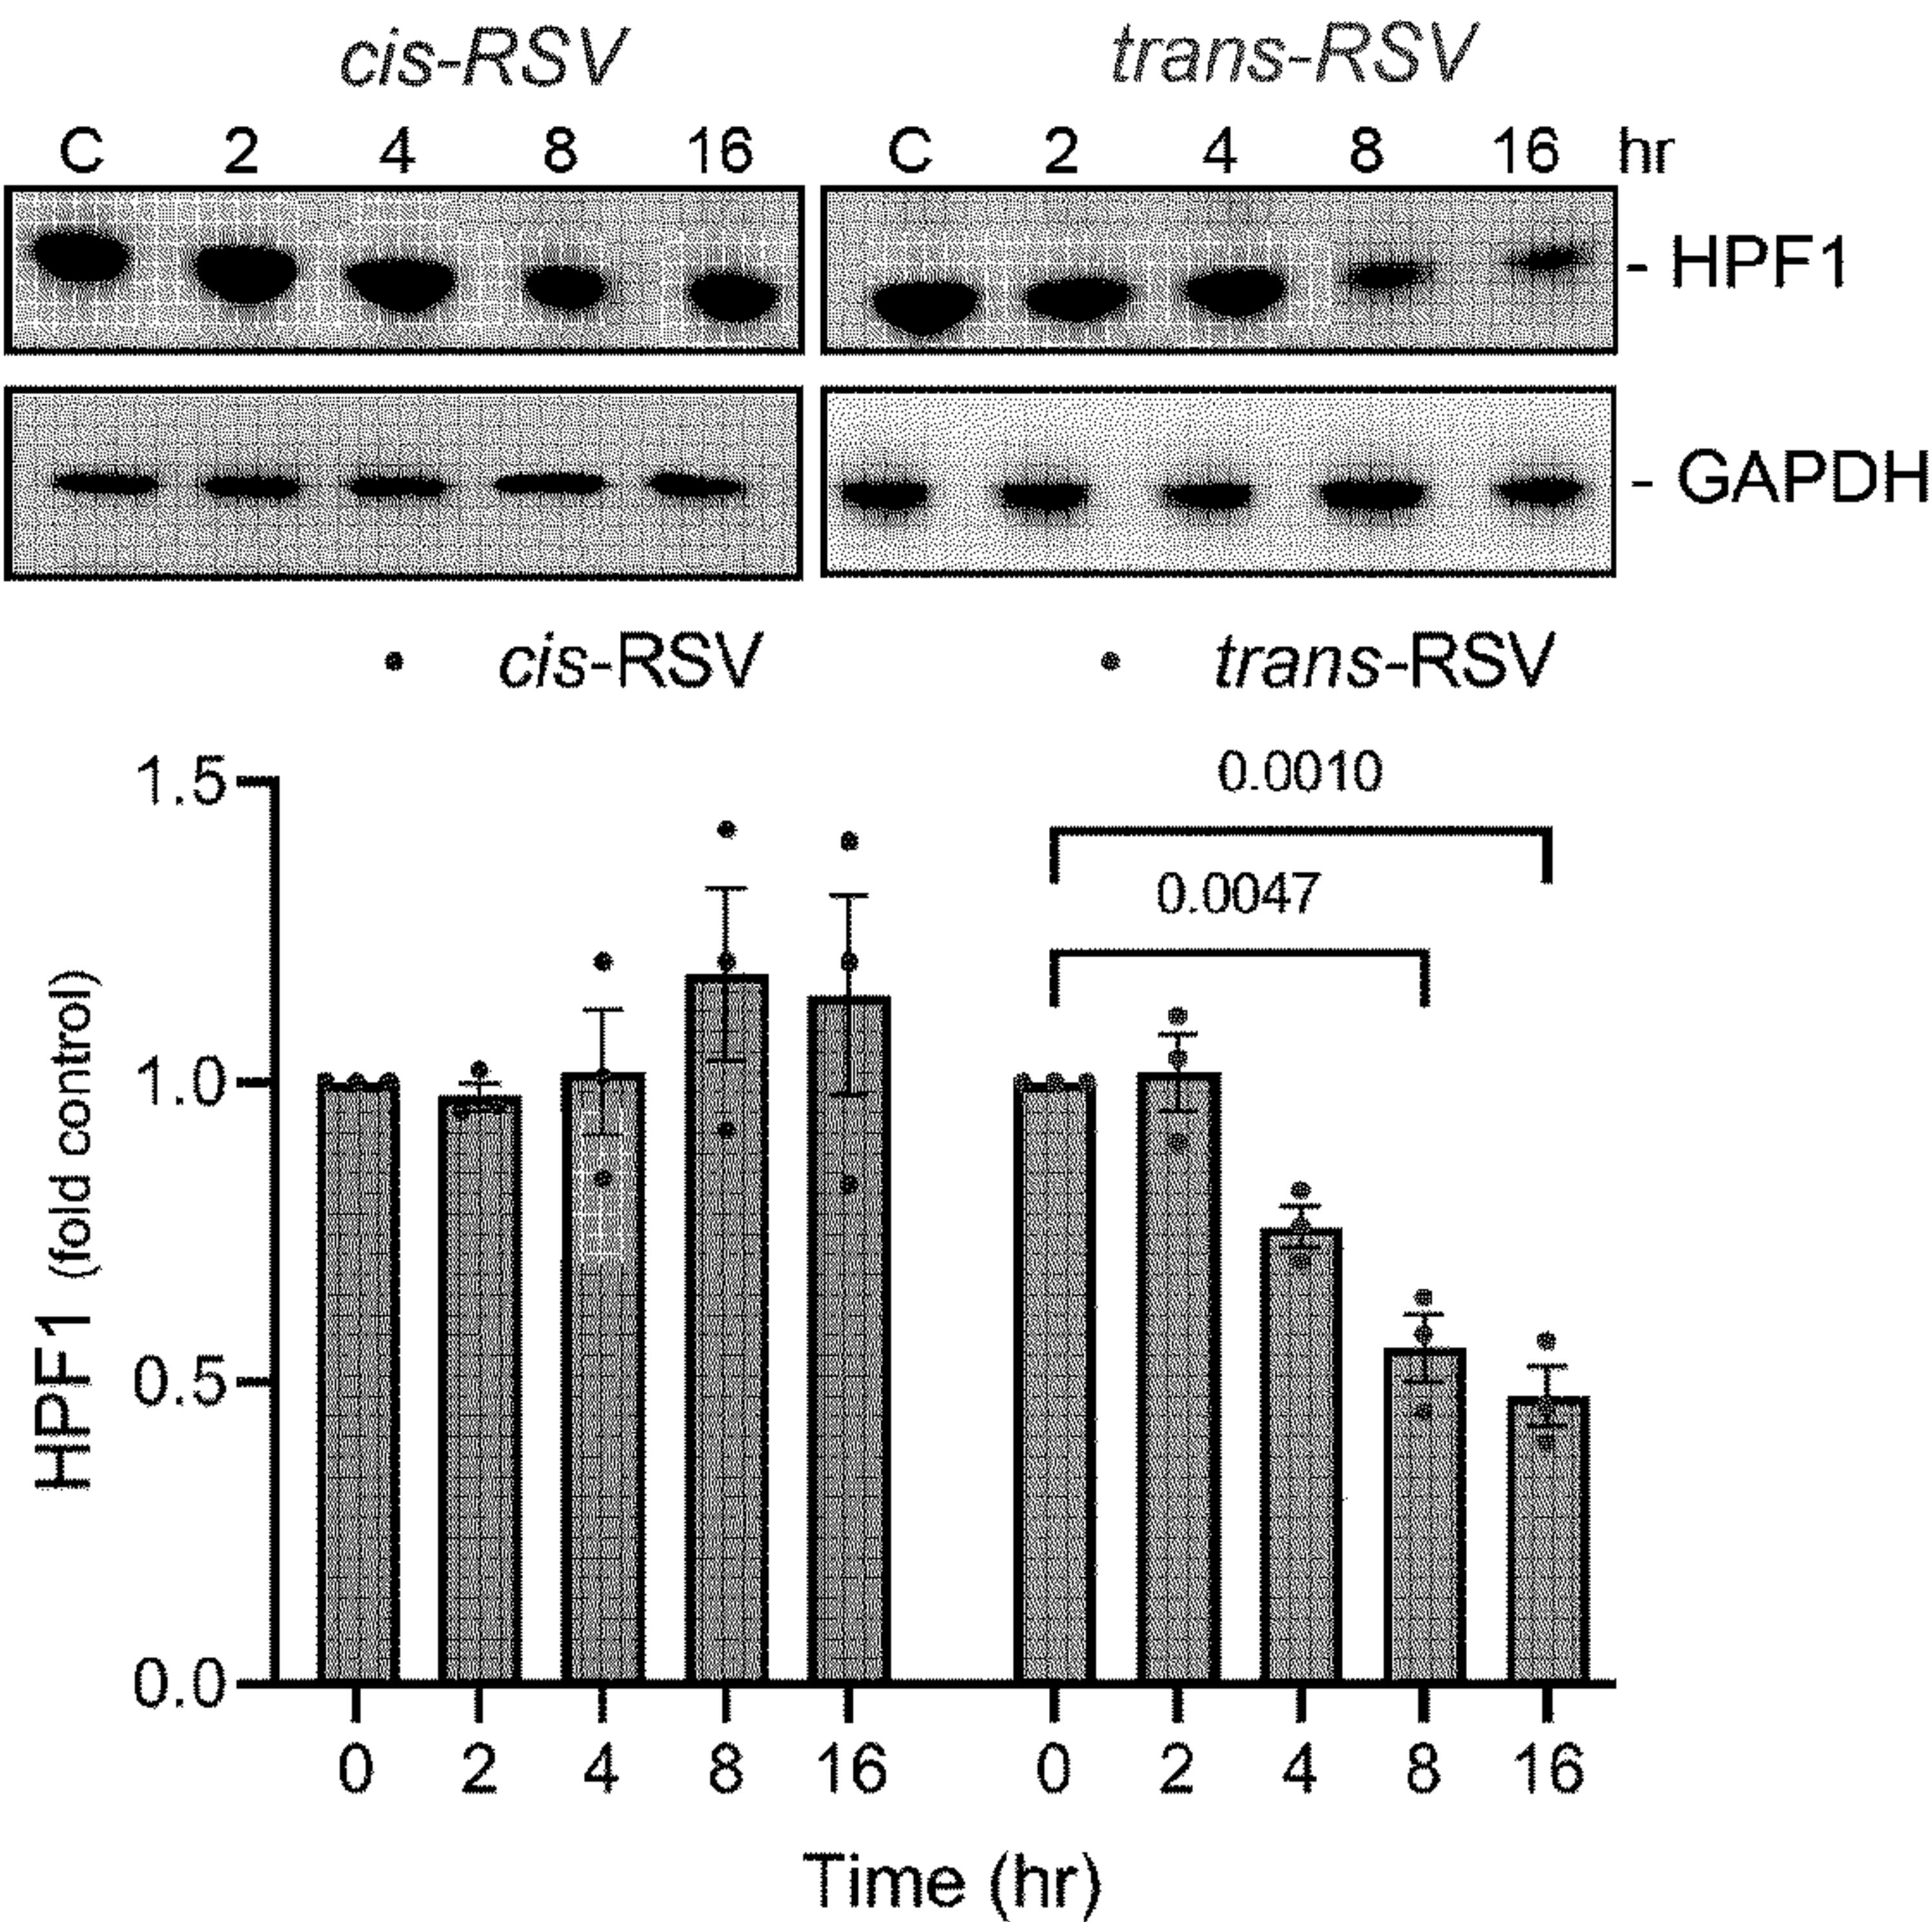 cis-RSV trans-RSV
C 2 4 8 16 C 2 4 8 16 hr
- HPF1
- GAPDH
cis-RSV trans-RSV
0.0010
0.0047
1.5
1.0
0.5
0.0
HPF1 (fold control)
0 2 4 8 16 0 2 4 8 16
Time (hr)